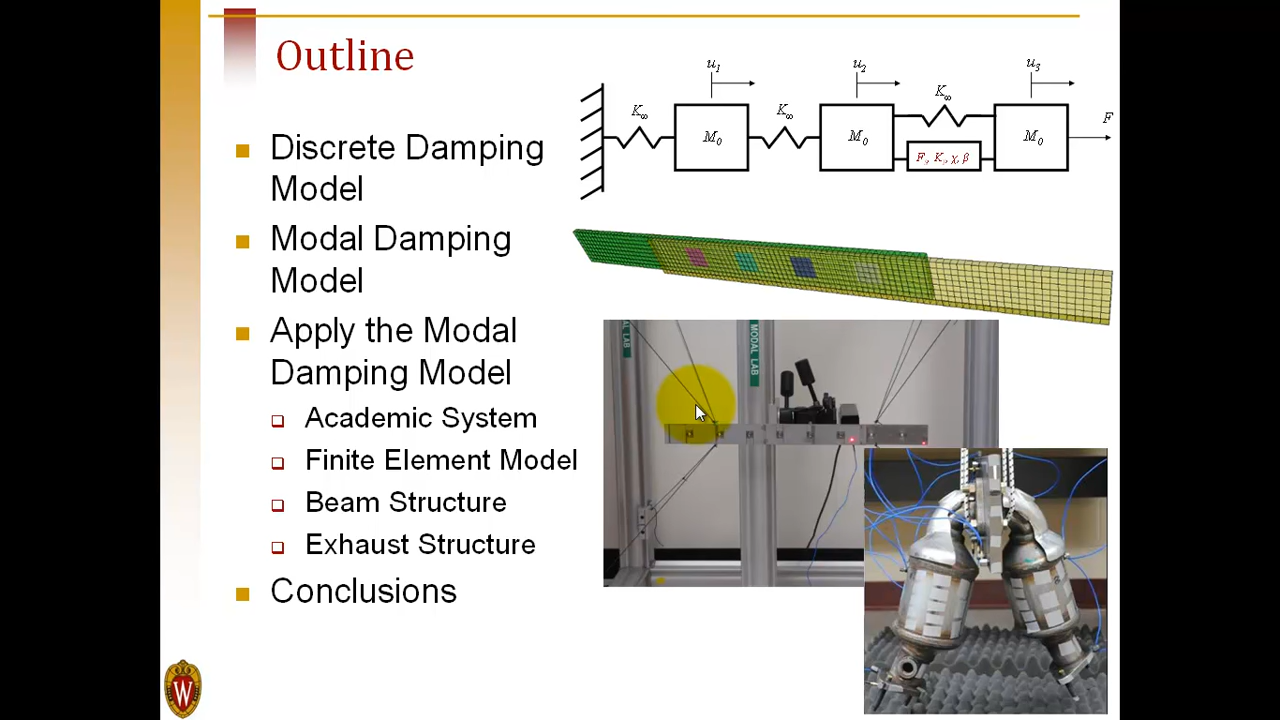 Outline
Discrete Damping
Model
Modal Damping
Model
Apply the Modal
Damping Model
Academic System
Finite Element Model
Beam Structure
Exhaust Structure
Conclusions
u1 u2 u3
K∞ K∞ K∞
M0 M0 M0 F
χ, β
MODAL LAB
W